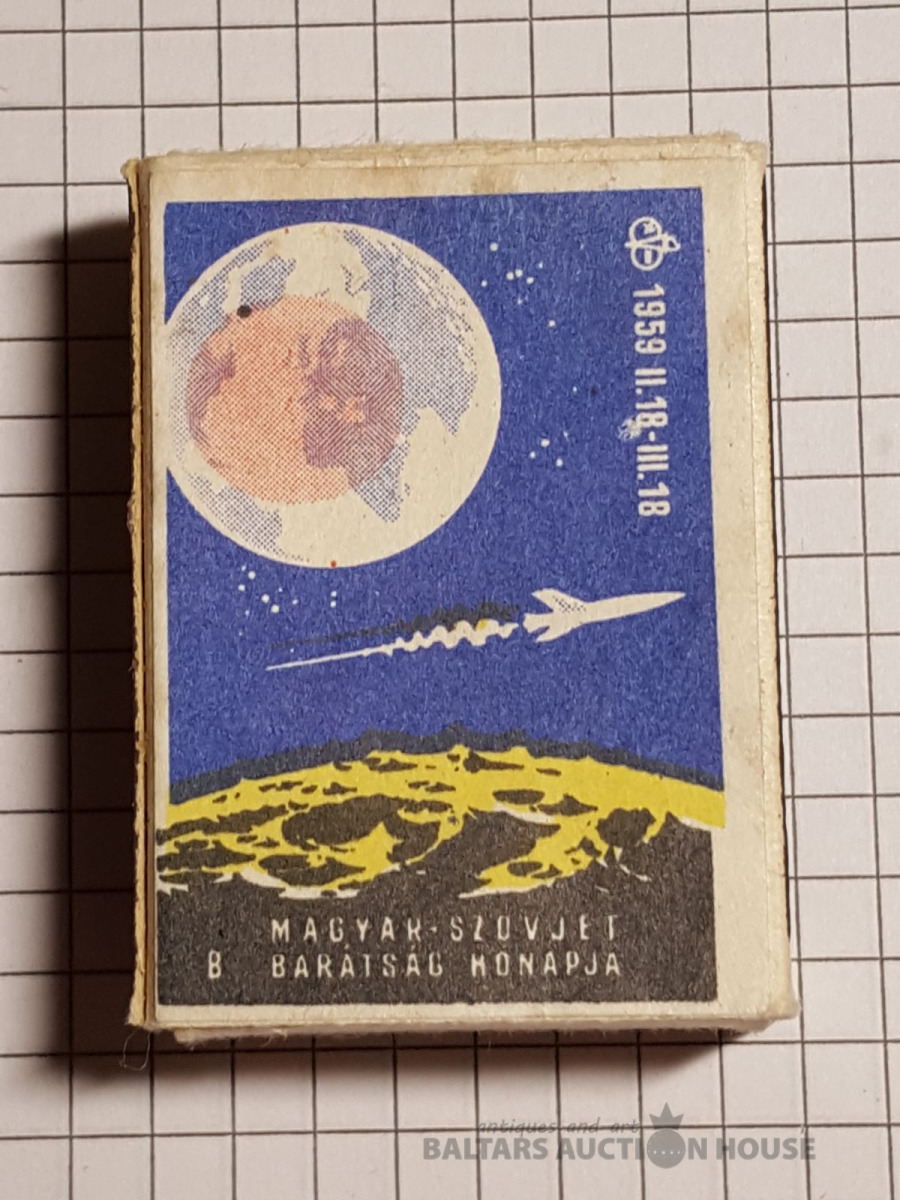 1959 II.18-III.18
MAGYAR-SZOVJET
B BARÁTSÁG HÓNAPJA
antiques and art
BALTARS AUCTION HOUSE